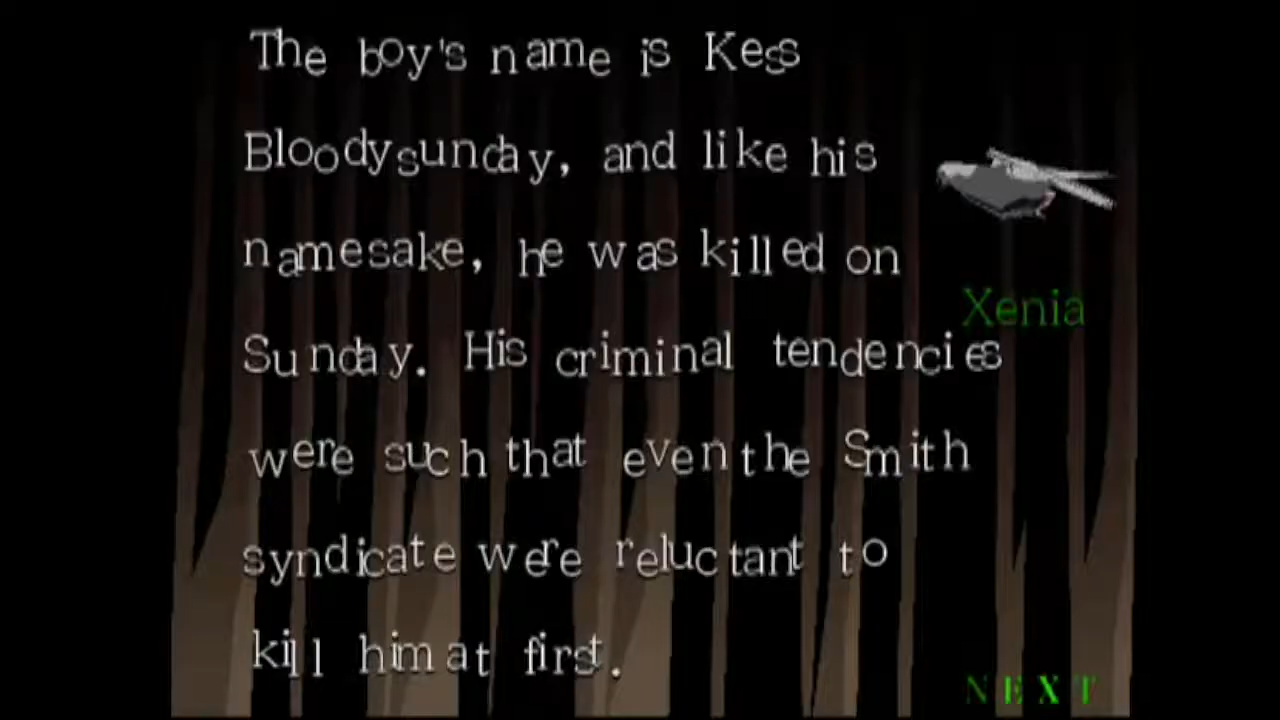 The boy's name is Kess
Bloodysunday, and like his
namesake, he was killed on
Xenia
Sunday. His criminal tendencies
were such that even the Smith
syndicate were reluctant to
kill him at first.
NEXT